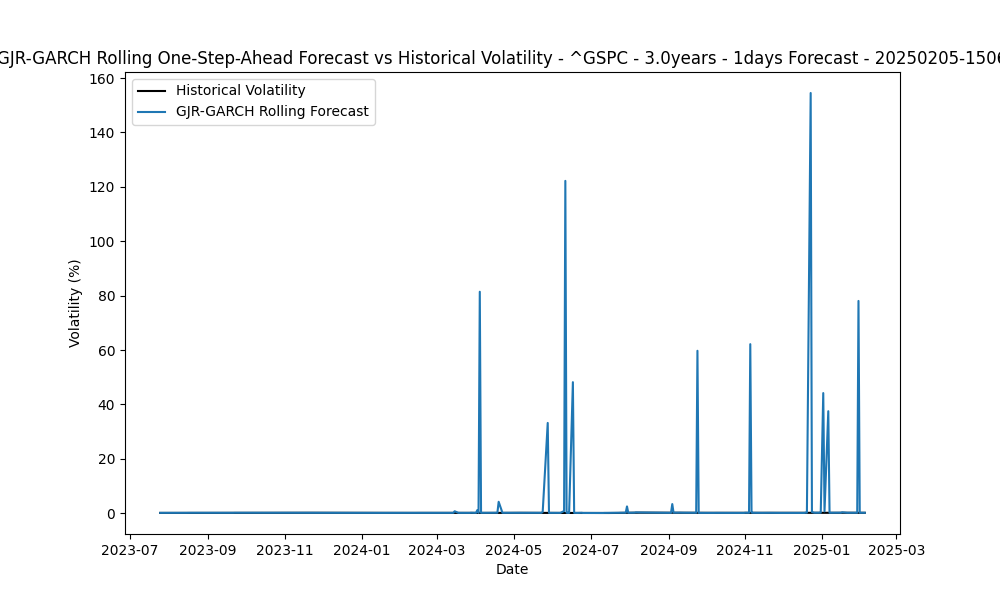 GJR-GARCH Rolling One-Step-Ahead Forecast vs Historical Volatility - ^GSPC - 3.0years - 1days Forecast - 20250205-1506
160
140
120
100
80
60
40
20
0
Volatility (%)
Historical Volatility
GJR-GARCH Rolling Forecast
2023-07 2023-09 2023-11 2024-01 2024-03 2024-05 2024-07 2024-09 2024-11 2025-01 2025-03
Date